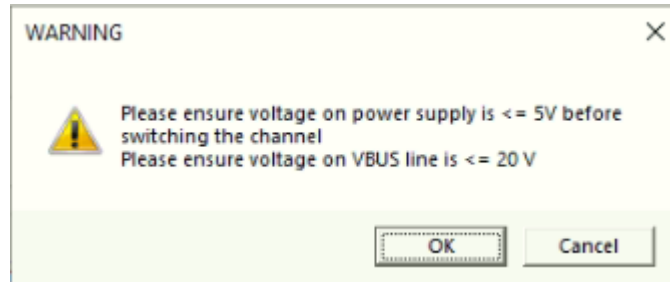 WARNING
Please ensure voltage on power supply is <= 5V before
switching the channel
Please ensure voltage on VBUS line is <= 20 V
OK
Cancel